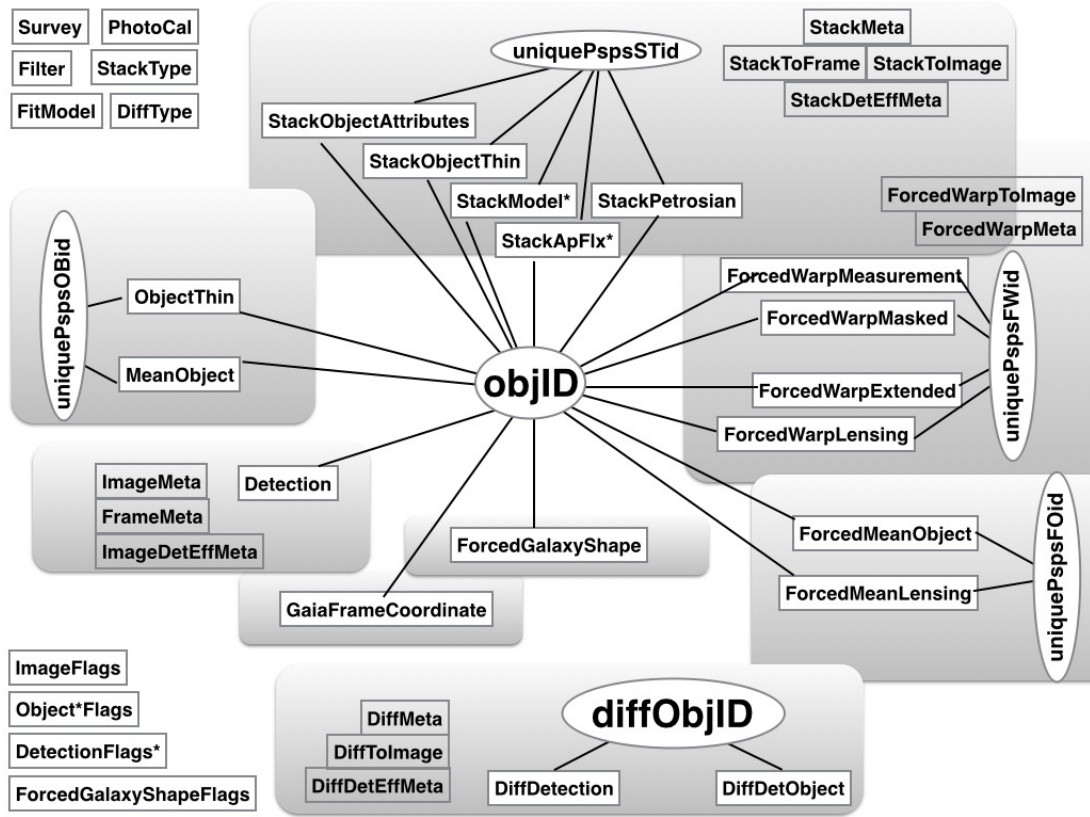 Survey
PhotoCal
Filter
StackType
FitModel
DiffType
uniquePspsSTid
StackMeta
StackToFrame
StackToImage
StackDetEffMeta
StackObjectAttributes
StackObjectThin
StackModel*
StackPetrosian
StackApFlx*
ForcedWarpToImage
ForcedWarpMeta
uniquePspsOBid
ObjectThin
MeanObject
objID
ForcedWarpMeasurement
ForcedWarpMasked
ForcedWarpExtended
ForcedWarpLensing
uniquePspsFWid
ImageMeta
FrameMeta
ImageDetEffMeta
Detection
ForcedGalaxyShape
GaiaFrameCoordinate
ForcedMeanObject
ForcedMeanLensing
uniquePspsFOid
ImageFlags
Object*Flags
DetectionFlags*
ForcedGalaxyShapeFlags
DiffMeta
DiffToImage
DiffDetEffMeta
diffObjID
DiffDetection
DiffDetObject